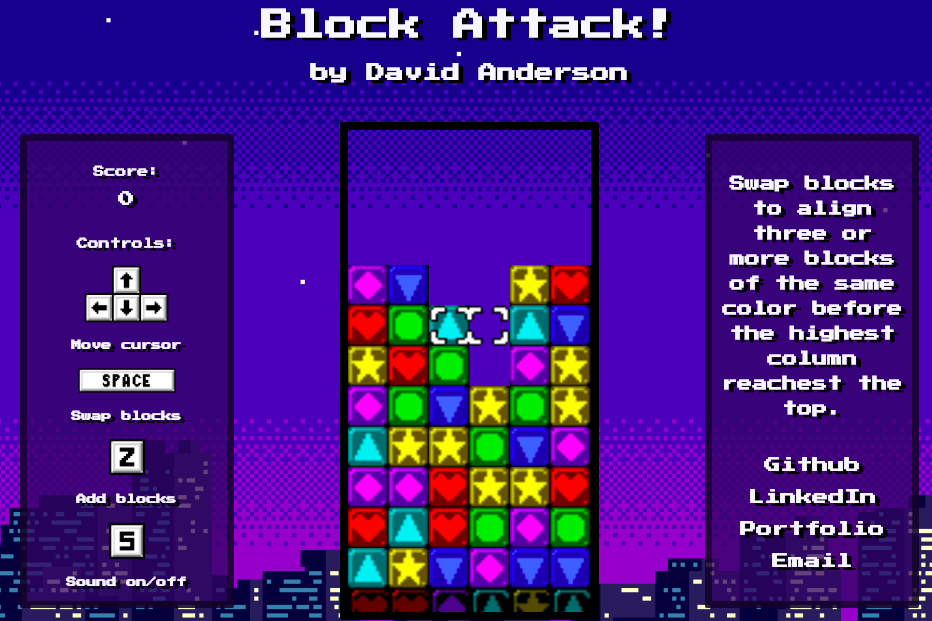 Block Attack!
by David Anderson
Score:
0
Controls:
Move cursor
SPACE
Swap blocks
Z
Add blocks
S
Sound on/off
Swap blocks
to align
three or
more blocks
of the same
color before
the highest
column
reachest the
top.
Github
LinkedIn
Portfolio
Email